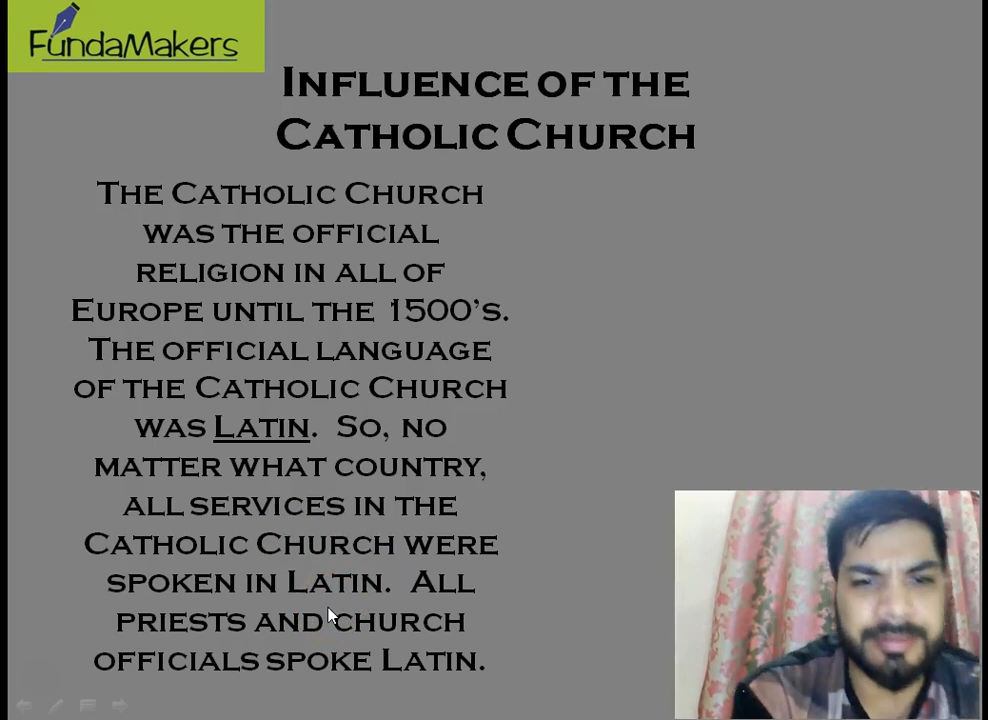 FundaMakers
Influence of the
Catholic Church
The Catholic Church
was the official
religion in all of
Europe until the 1500's.
The official language
of the Catholic Church
was Latin. So, no
matter what country,
all services in the
Catholic Church were
spoken in Latin. All
priests and church
officials spoke Latin.